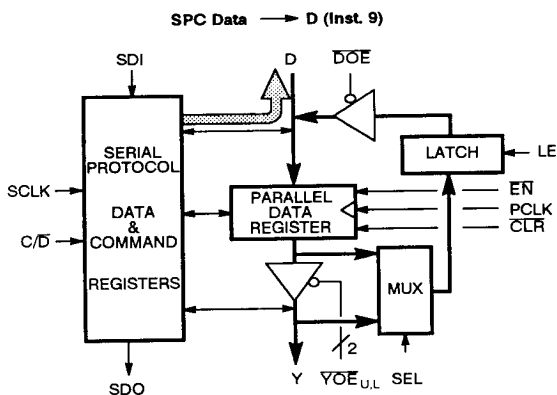 SPC Data → D (Inst. 9)
SDI
D
DOE
SERIAL
PROTOCOL
DATA
&
COMMAND
REGISTERS
SCLK
C/D
SDO
LATCH
LE
PARALLEL
DATA
REGISTER
EN
PCLK
CLR
MUX
2
Y
YOE U,L
SEL